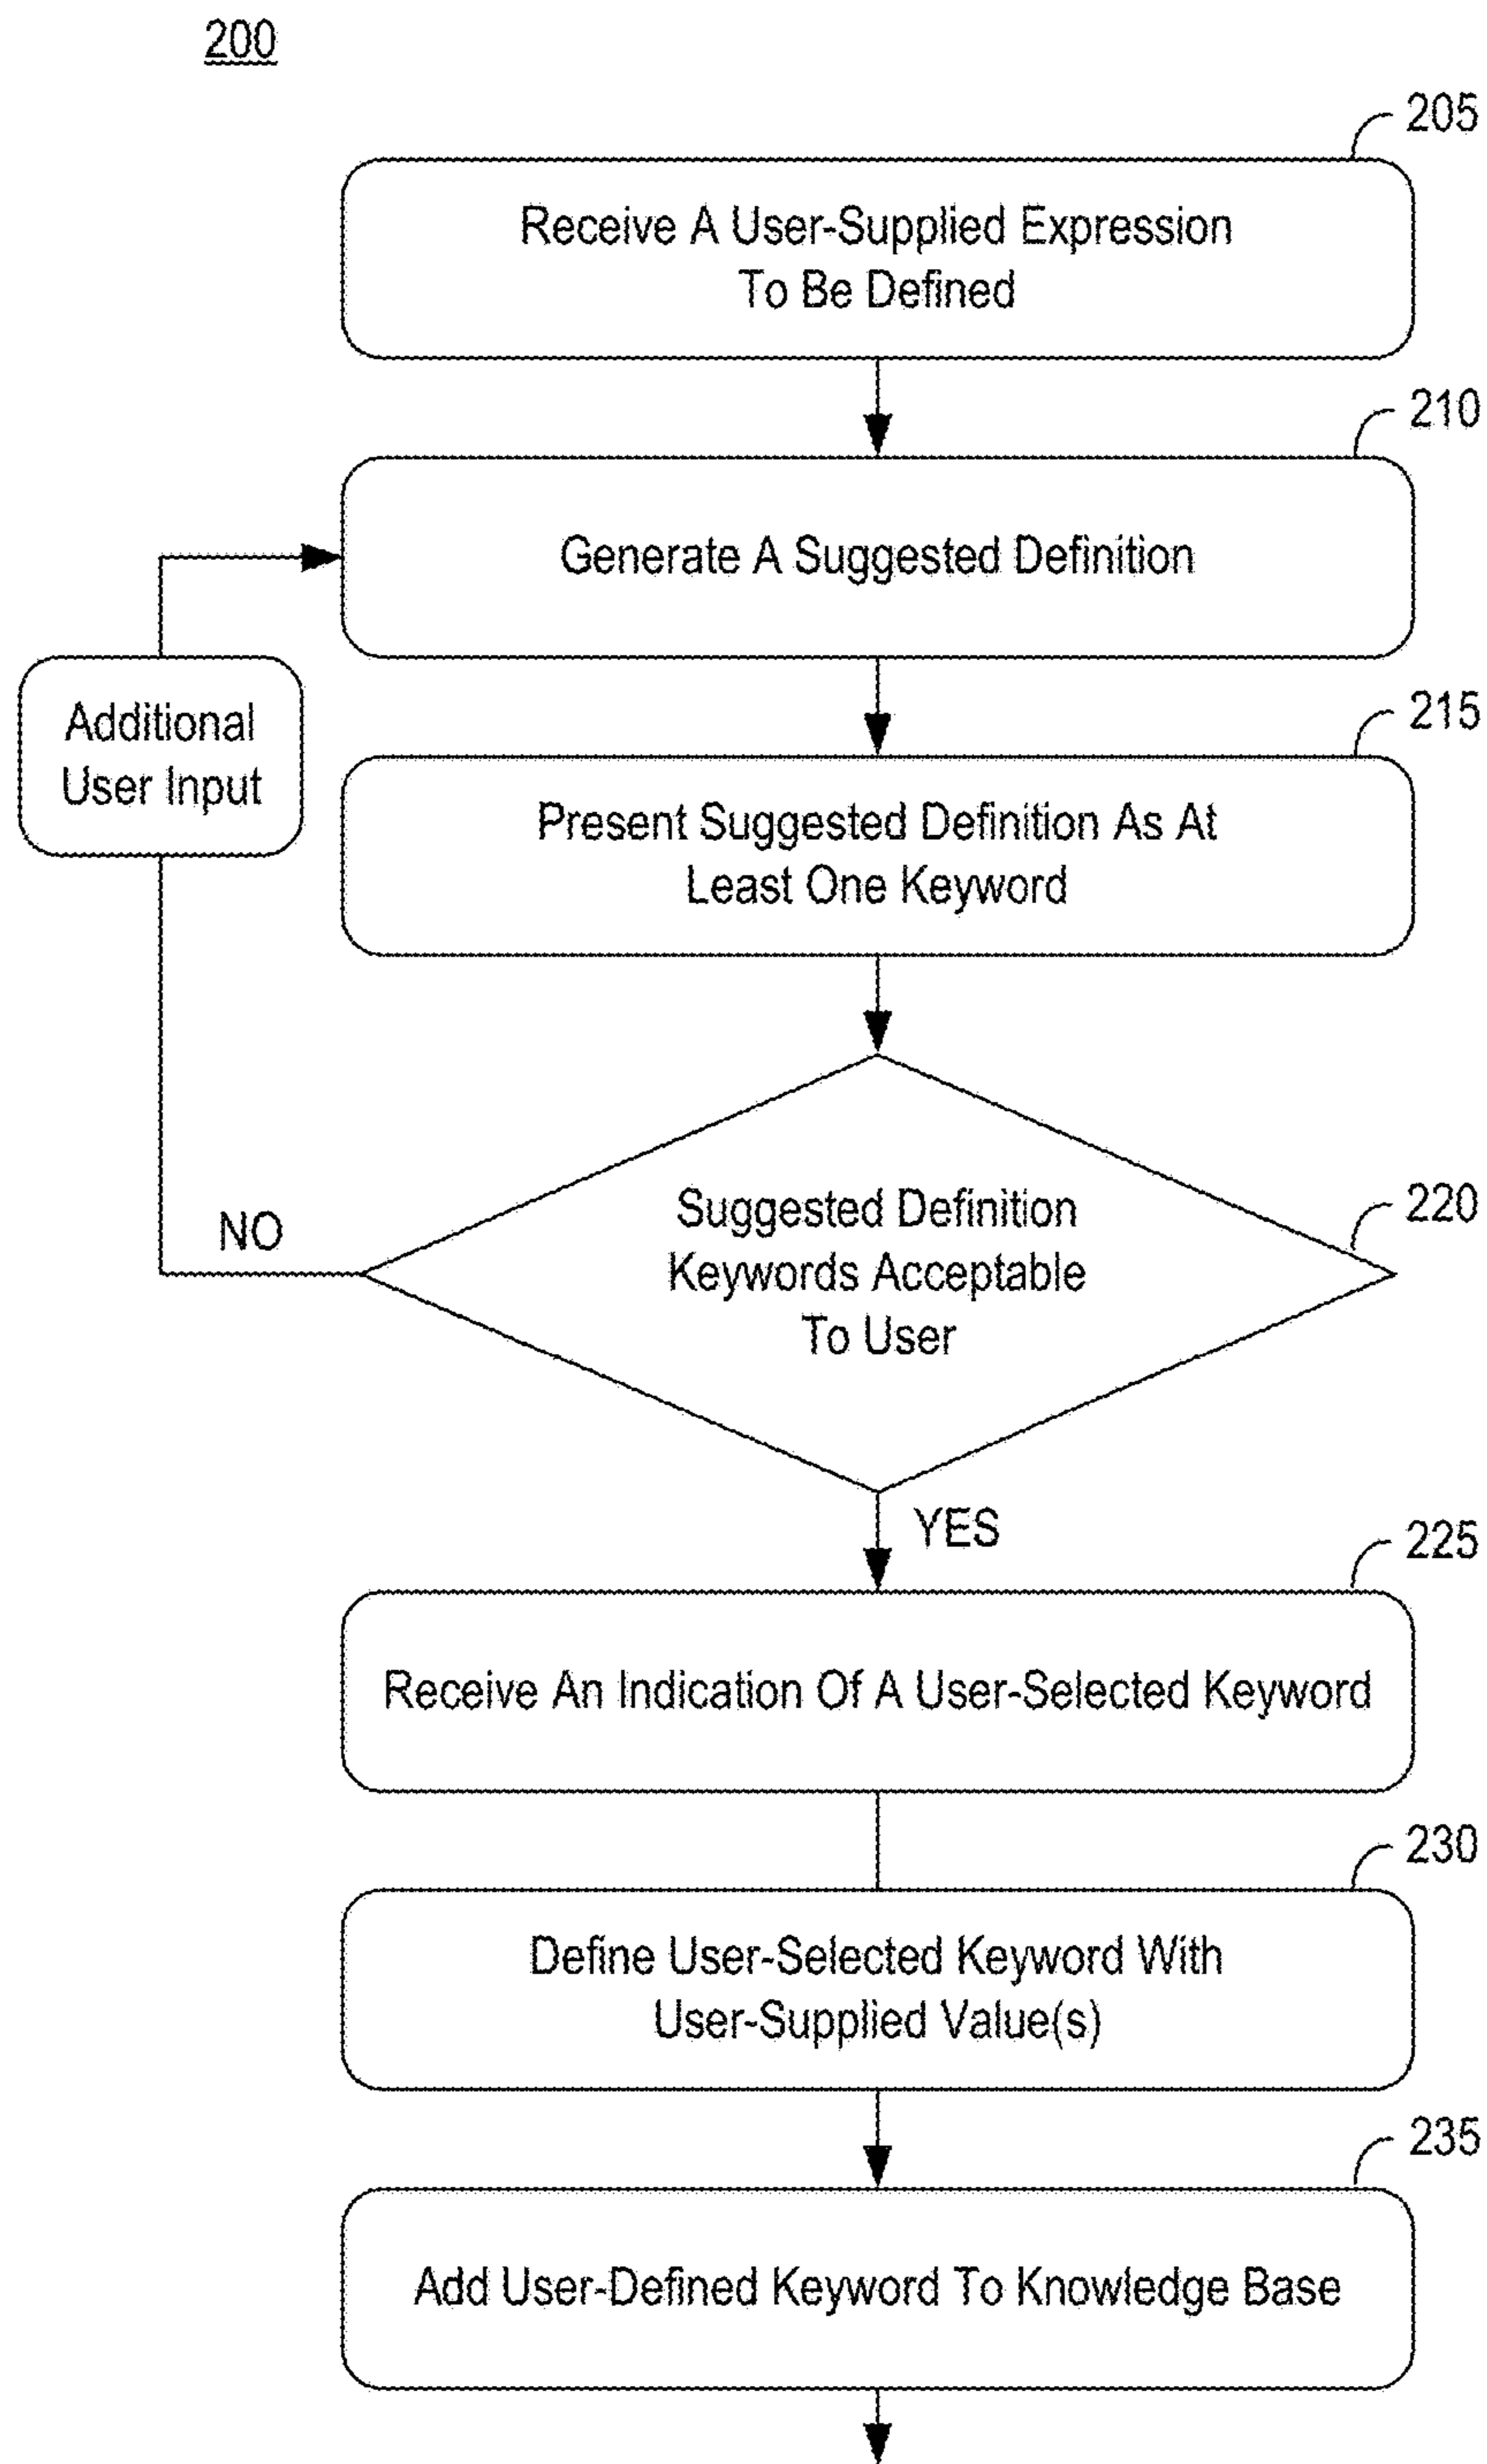 200
205
Receive A User-Supplied Expression
To Be Defined
210
Generate A Suggested Definition
Additional
User Input
215
Present Suggested Definition As At
Least One Keyword
220
Suggested Definition
Keywords Acceptable
To User
NO
YES
225
Receive An Indication Of A User-Selected Keyword
230
Define User-Selected Keyword With
User-Supplied Value(s)
235
Add User-Defined Keyword To Knowledge Base